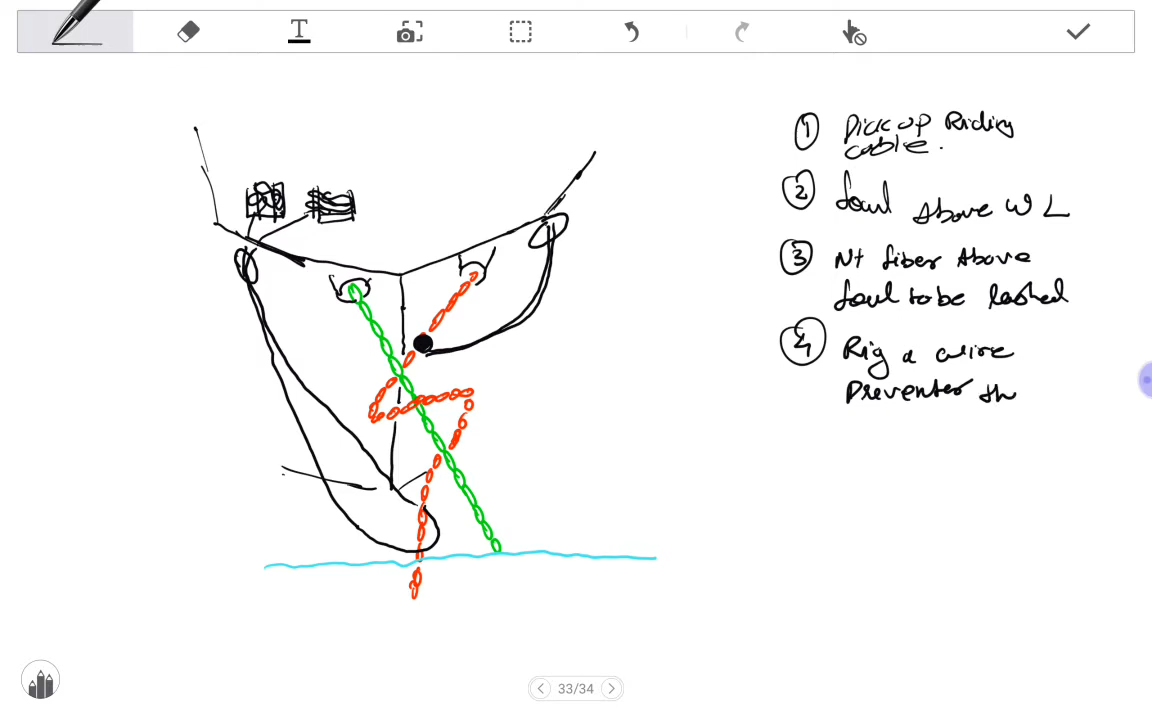 1 Pick up Riding
cable.
2 foul Above W L
3 Nt fiber Above
foul to be lashed
4 Rig a wire
Preventer th
T
33/34